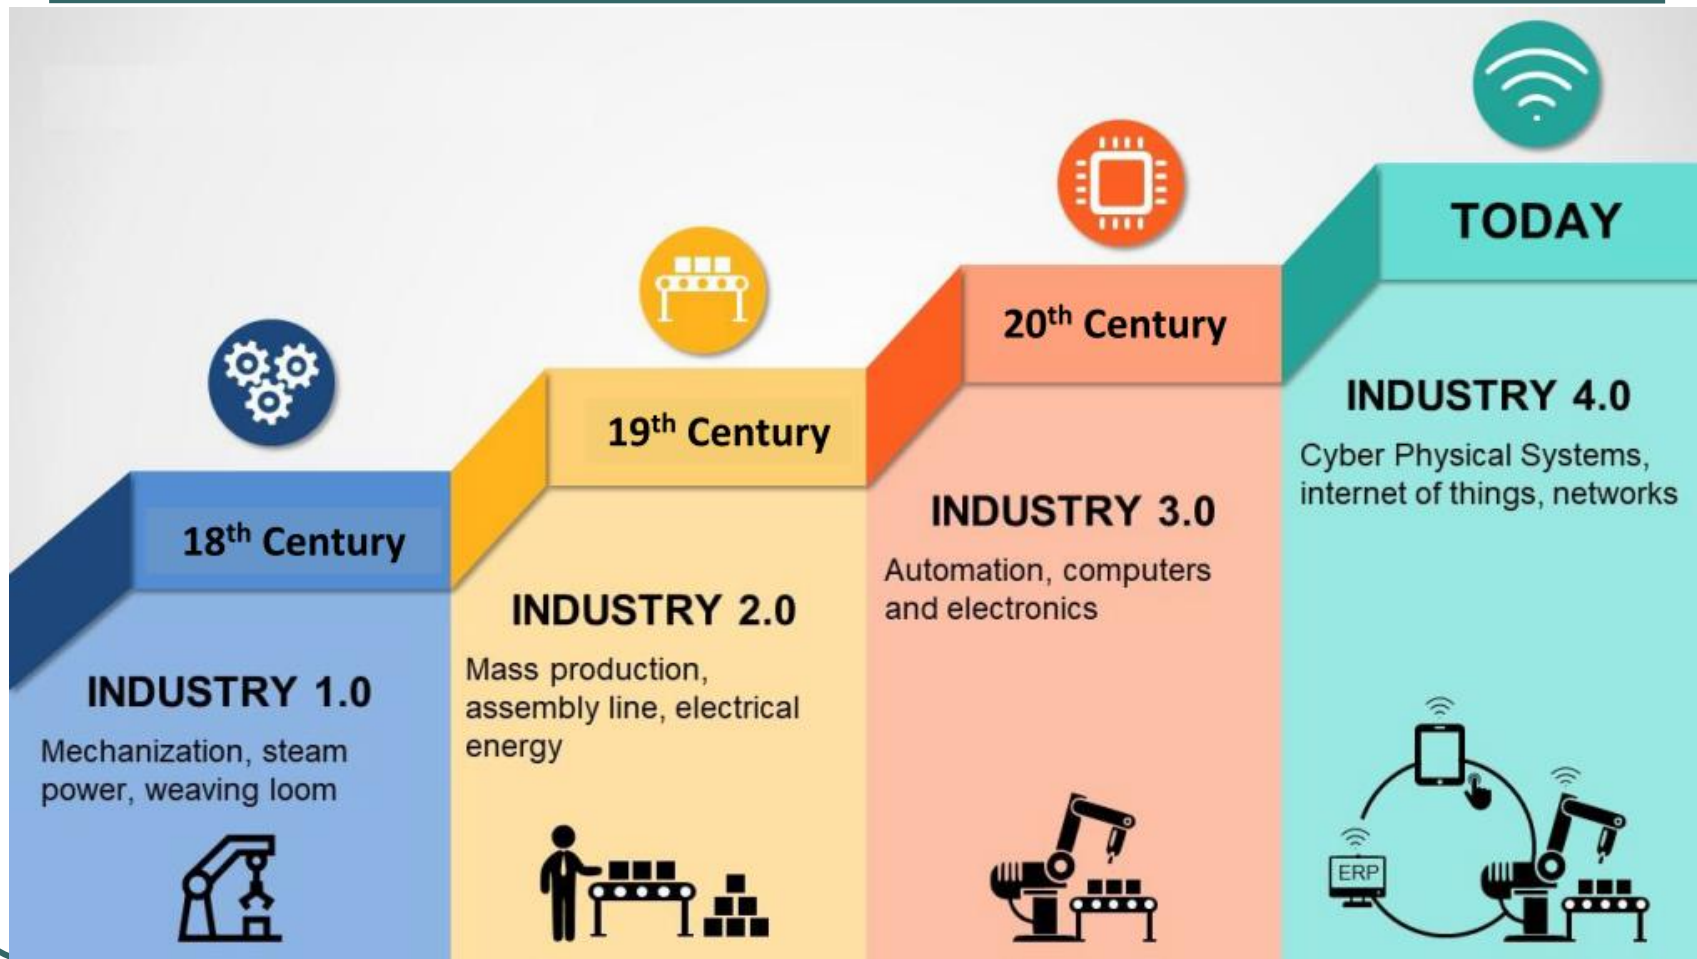 18th Century
INDUSTRY 1.0
Mechanization, steam
power, weaving loom
19th Century
INDUSTRY 2.0
Mass production,
assembly line, electrical
energy
20th Century
INDUSTRY 3.0
Automation, computers
and electronics
TODAY
INDUSTRY 4.0
Cyber Physical Systems,
internet of things, networks
ERP